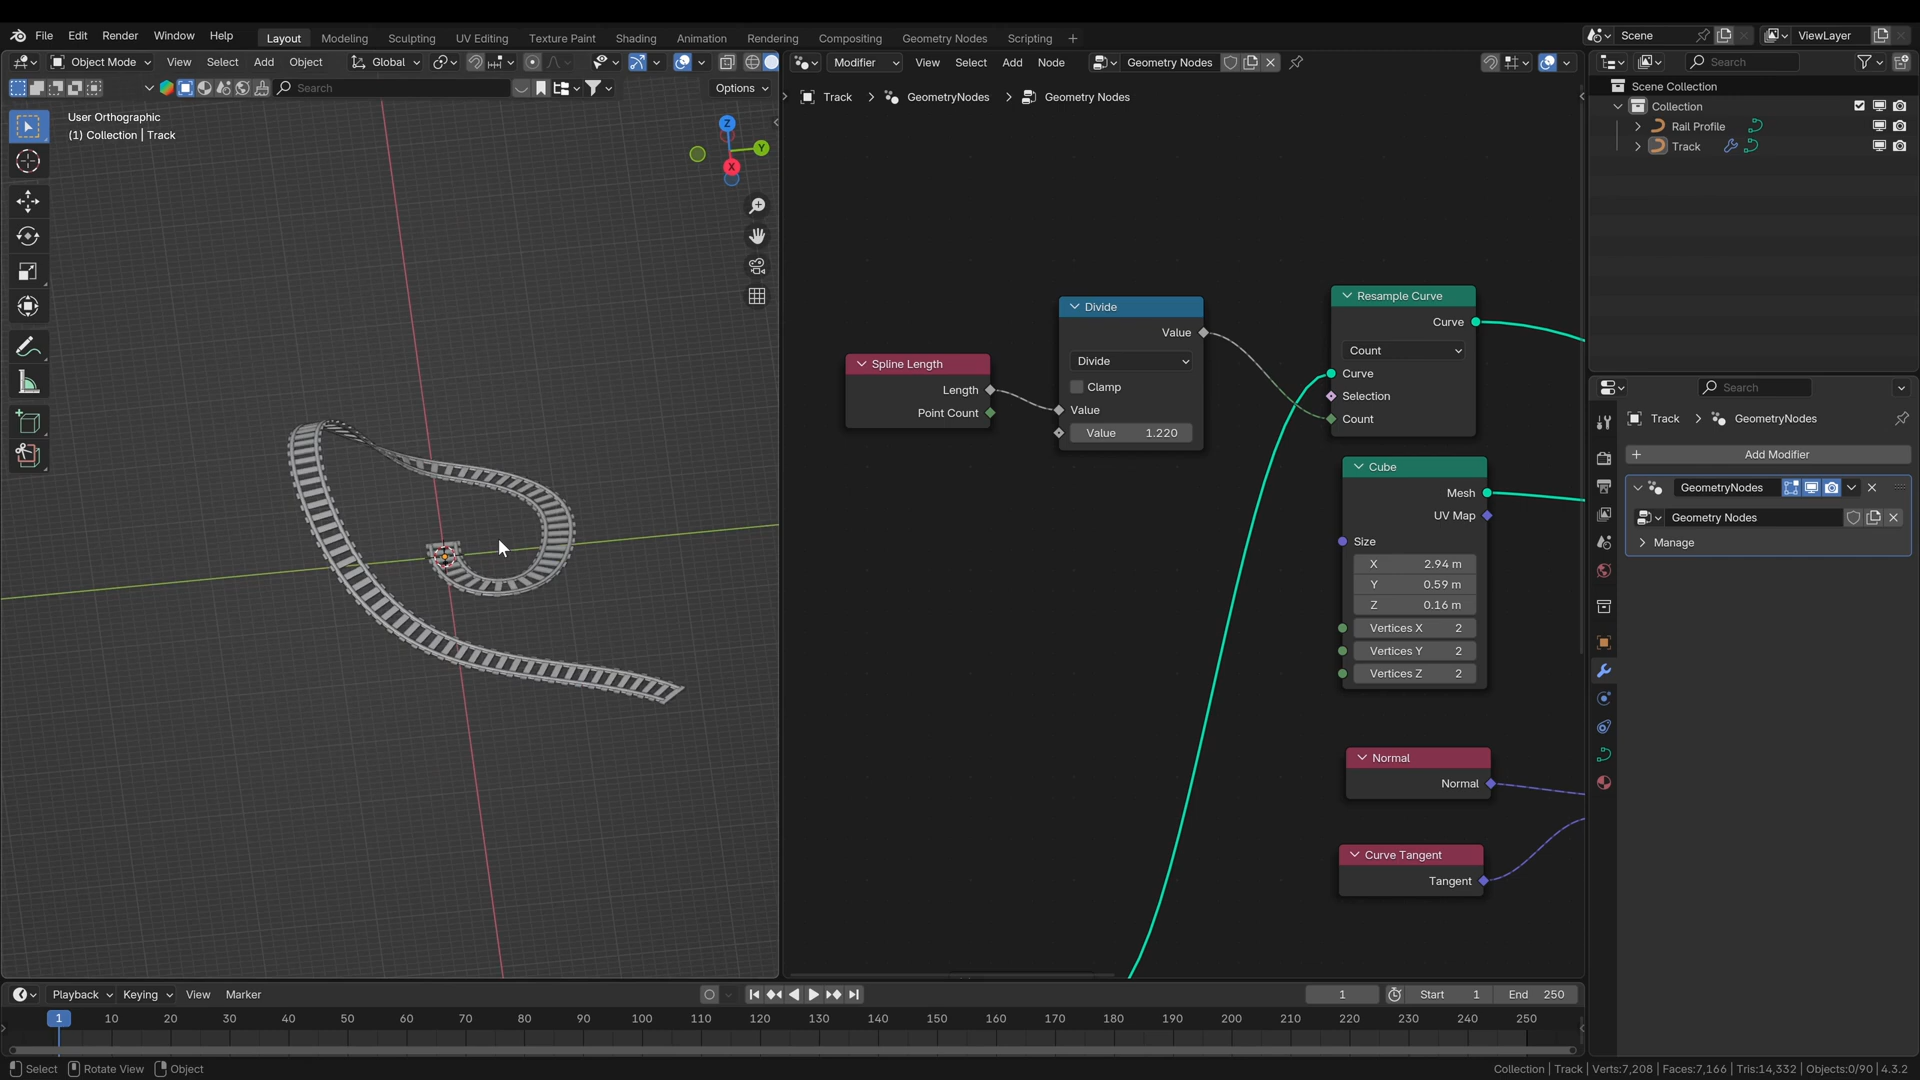 File Edit Render Window Help Layout Modeling Sculpting UV Editing Texture Paint Shading Animation Rendering Compositing Geometry Nodes Scripting + Scene ViewLayer
Object Mode View Select Add Object Global
Search Options
User Orthographic
(1) Collection | Track
Z
Y
X
Modifier View Select Add Node Geometry Nodes
Track GeometryNodes Geometry Nodes
Spline Length
Length
Point Count
Divide
Value
Divide
Clamp
Value
Value 1.220
Resample Curve
Curve
Count
Curve
Selection
Count
Cube
Mesh
UV Map
Size
X 2.94 m
Y 0.59 m
Z 0.16 m
Vertices X 2
Vertices Y 2
Vertices Z 2
Normal
Normal
Curve Tangent
Tangent
Search
Scene Collection
Collection
Rail Profile
Track
Search
Track GeometryNodes
+ Add Modifier
GeometryNodes
Geometry Nodes
Manage
Playback Keying View Marker 1 Start 1 End 250
1 10 20 30 40 50 60 70 80 90 100 110 120 130 140 150 160 170 180 190 200 210 220 230 240 250
Select Rotate View Object Collection | Track | Verts:7,208 | Faces:7,166 | Tris:14,332 | Objects:0/90 | 4.3.2